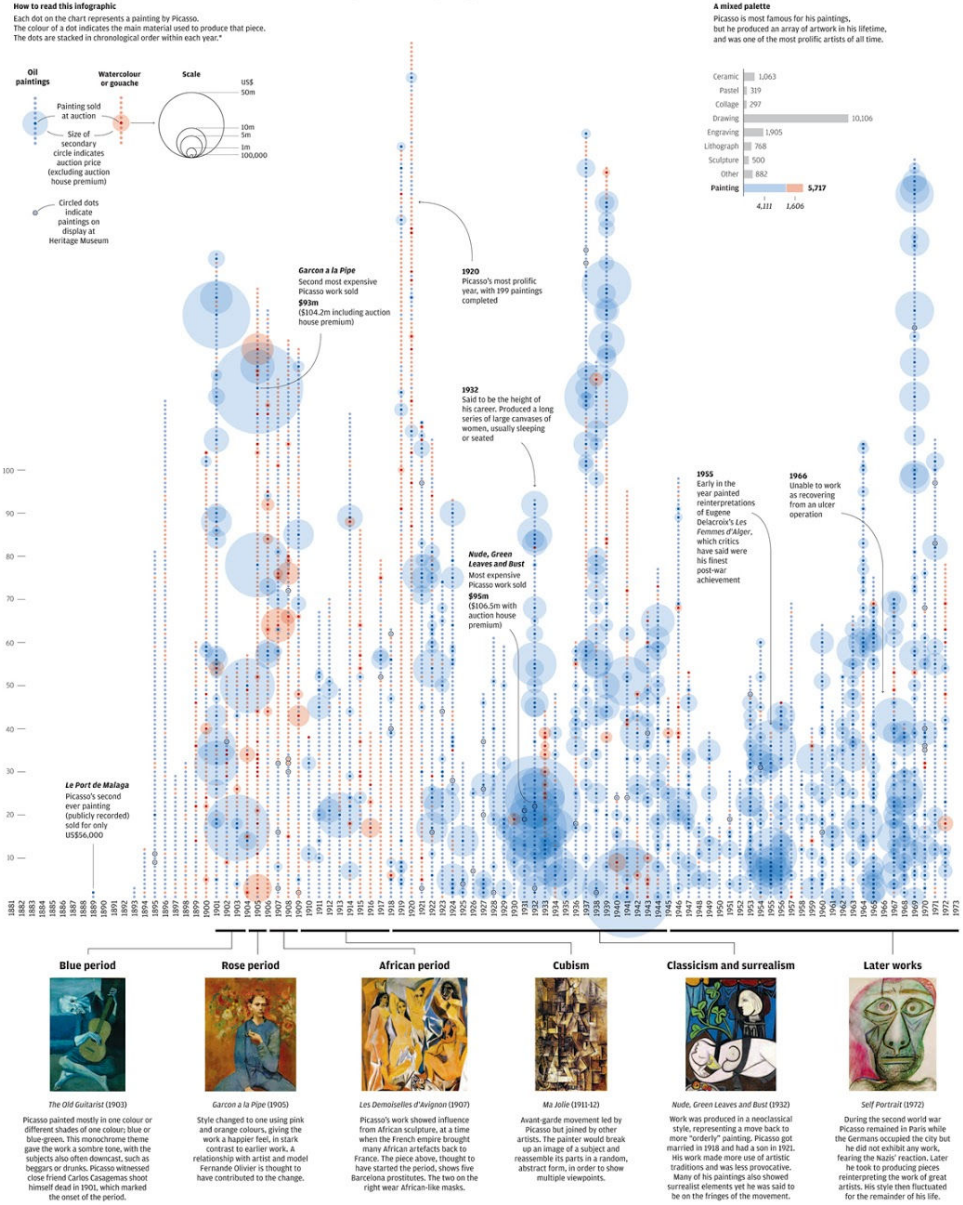 How to read this infographic
Each dot on the chart represents a painting by Picasso.
The colour of a dot indicates the main material used to produce that piece.
The dots are stacked in chronological order within each year.*
Oil
paintings
Watercolour
or gouache
Painting sold
at auction
Size of
secondary
circle indicates
auction price
(excluding auction
house premium)
Circled dots
indicate
paintings on
display at
Heritage Museum
Scale
US$
50m
10m
5m
1m
100,000
A mixed palette
Picasso is most famous for his paintings,
but he produced an array of artwork in his lifetime,
and was one of the most prolific artists of all time.
Ceramic 1,063
Pastel 319
Collage 297
Drawing 10,106
Engraving 1,905
Lithograph 768
Sculpture 500
Other 882
Painting 5,717
4,111 1,606
Garcon a la Pipe
Second most expensive
Picasso work sold
$93m
($104.2m including auction
house premium)
1920
Picasso's most prolific
year, with 199 paintings
completed
1932
Said to be the height of
his career. Produced a long
series of large canvases of
women, usually sleeping
or seated
Nude, Green
Leaves and Bust
Most expensive
Picasso work sold
$95m
($106.5m with
auction house
premium)
1955
Early in the
year painted
reinterpretations
of Eugene
Delacroix's Les
Femmes d'Alger,
which critics
have said were
his finest
post-war
achievement
1966
Unable to work
as recovering
from an ulcer
operation
Le Port de Malaga
Picasso's second
ever painting
(publicly recorded)
sold for only
US$56,000
100
90
80
70
60
50
40
30
20
10
1881 1882 1883 1884 1885 1886 1887 1888 1889 1890 1891 1892 1893 1894 1895 1896 1897 1898 1899 1900 1901 1902 1903 1904 1905 1906 1907 1908 1909 1910 1911 1912 1913 1914 1915 1916 1917 1918 1919 1920 1921 1922 1923 1924 1925 1926 1927 1928 1929 1930 1931 1932 1933 1934 1935 1936 1937 1938 1939 1940 1941 1942 1943 1944 1945 1946 1947 1948 1949 1950 1951 1952 1953 1954 1955 1956 1957 1958 1959 1960 1961 1962 1963 1964 1965 1966 1967 1968 1969 1970 1971 1972 1973
Blue period
The Old Guitarist (1903)
Picasso painted mostly in one colour or
different shades of one colour; blue or
blue-green. This monochrome theme
gave the work a sombre tone, with the
subjects also often downcast, such as
beggars or drunks. Picasso witnessed
close friend Carlos Casagemas shoot
himself dead in 1901, which marked
the onset of the period.
Rose period
Garcon a la Pipe (1905)
Style changed to one using pink
and orange colours, giving the
work a happier feel, in stark
contrast to earlier work. A
relationship with artist and model
Fernande Olivier is thought to
have contributed to the change.
African period
Les Demoiselles d'Avignon (1907)
Picasso's work showed influence
from African sculpture, at a time
when the French empire brought
many African artefacts back to
France. The piece above, thought to
have started the period, shows five
Barcelona prostitutes. The two on the
right wear African-like masks.
Cubism
Ma Jolie (1911-12)
Avant-garde movement led by
Picasso but joined by other
artists. The painter would break
up an image of a subject and
reassemble its parts in a random,
abstract form, in order to show
multiple viewpoints.
Classicism and surrealism
Nude, Green Leaves and Bust (1932)
Work was produced in a neoclassical
style, representing a move back to
more "orderly" painting. Picasso got
married in 1918 and had a son in 1921.
His work made more use of artistic
traditions and was less provocative.
Many of his paintings also showed
surrealist elements yet he was said to
be on the fringes of the movement.
Later works
Self Portrait (1972)
During the second world war
Picasso remained in Paris while
the Germans occupied the city but
he did not exhibit any work,
fearing the Nazis' reaction. Later
he took to producing pieces
reinterpreting the work of great
artists. His style then fluctuated
for the remainder of his life.